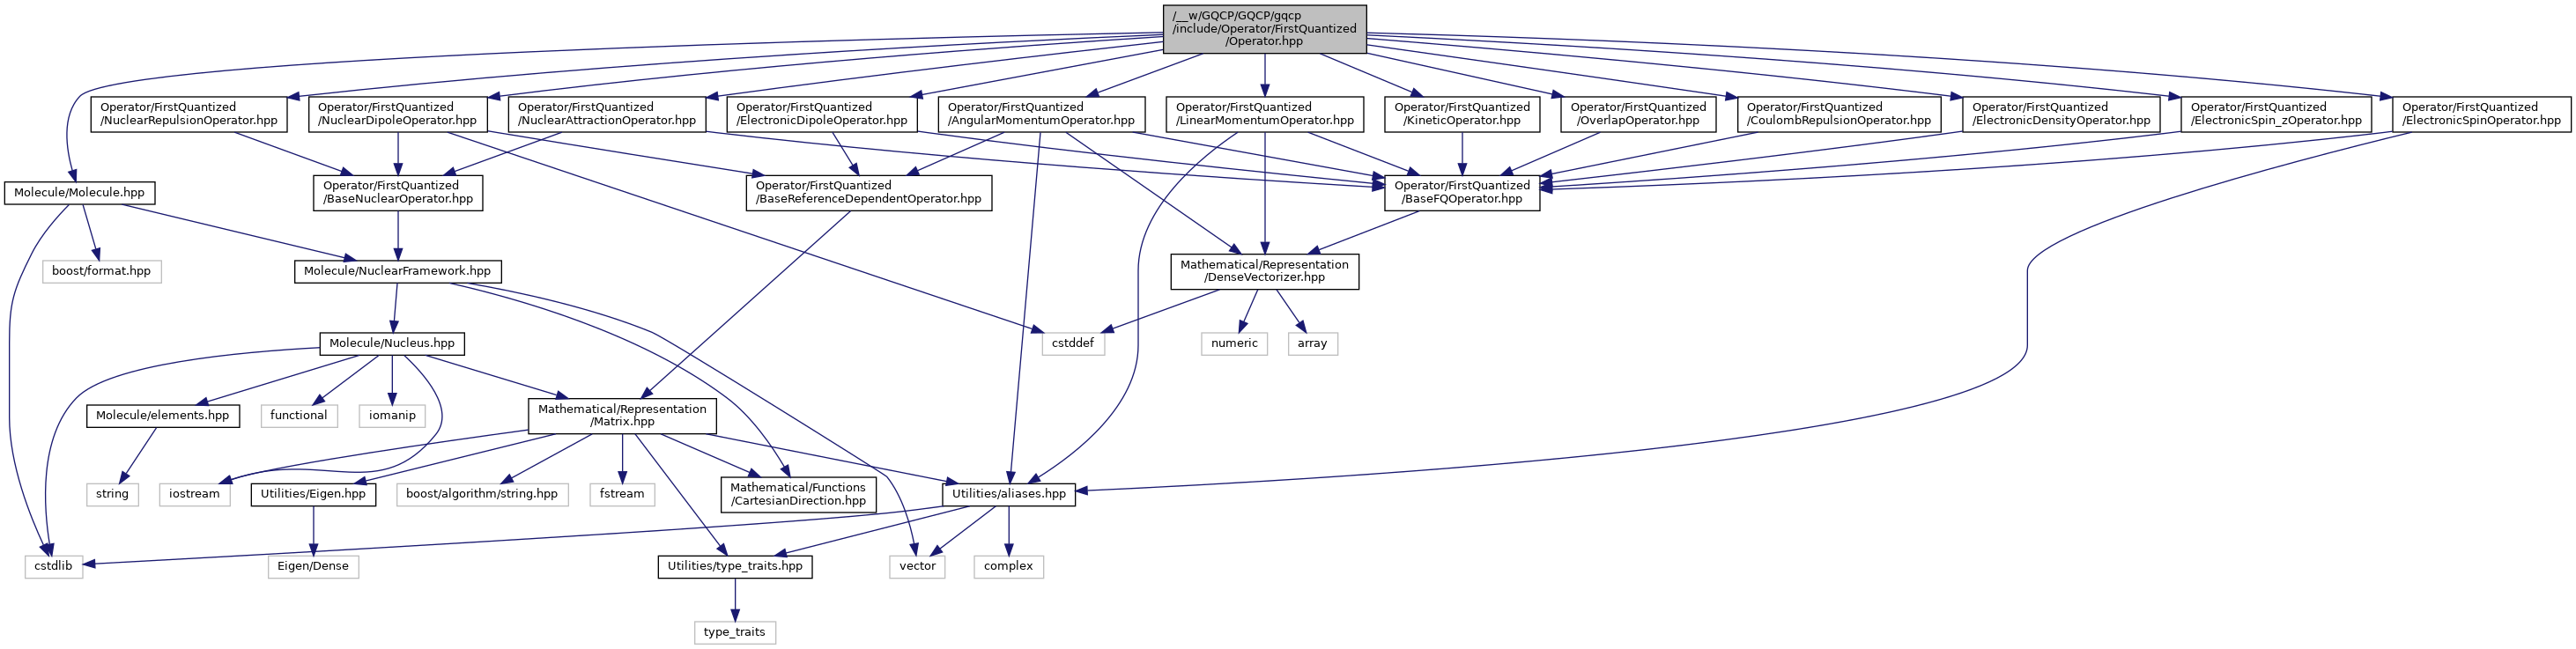 /__w/GQCP/GQCP/gqcp
/include/Operator/FirstQuantized
/Operator.hpp
Operator/FirstQuantized
/NuclearRepulsionOperator.hpp
Operator/FirstQuantized
/NuclearDipoleOperator.hpp
Operator/FirstQuantized
/NuclearAttractionOperator.hpp
Operator/FirstQuantized
/ElectronicDipoleOperator.hpp
Operator/FirstQuantized
/AngularMomentumOperator.hpp
Operator/FirstQuantized
/LinearMomentumOperator.hpp
Operator/FirstQuantized
/KineticOperator.hpp
Operator/FirstQuantized
/OverlapOperator.hpp
Operator/FirstQuantized
/CoulombRepulsionOperator.hpp
Operator/FirstQuantized
/ElectronicDensityOperator.hpp
Operator/FirstQuantized
/ElectronicSpin_zOperator.hpp
Operator/FirstQuantized
/ElectronicSpinOperator.hpp
Molecule/Molecule.hpp
Operator/FirstQuantized
/BaseNuclearOperator.hpp
Operator/FirstQuantized
/BaseReferenceDependentOperator.hpp
Operator/FirstQuantized
/BaseFQOperator.hpp
boost/format.hpp
Molecule/NuclearFramework.hpp
Mathematical/Representation
/DenseVectorizer.hpp
Molecule/Nucleus.hpp
cstddef
numeric
array
Molecule/elements.hpp
functional
iomanip
Mathematical/Representation
/Matrix.hpp
string
iostream
Utilities/Eigen.hpp
boost/algorithm/string.hpp
fstream
Mathematical/Functions
/CartesianDirection.hpp
Utilities/aliases.hpp
cstdlib
Eigen/Dense
Utilities/type_traits.hpp
vector
complex
type_traits